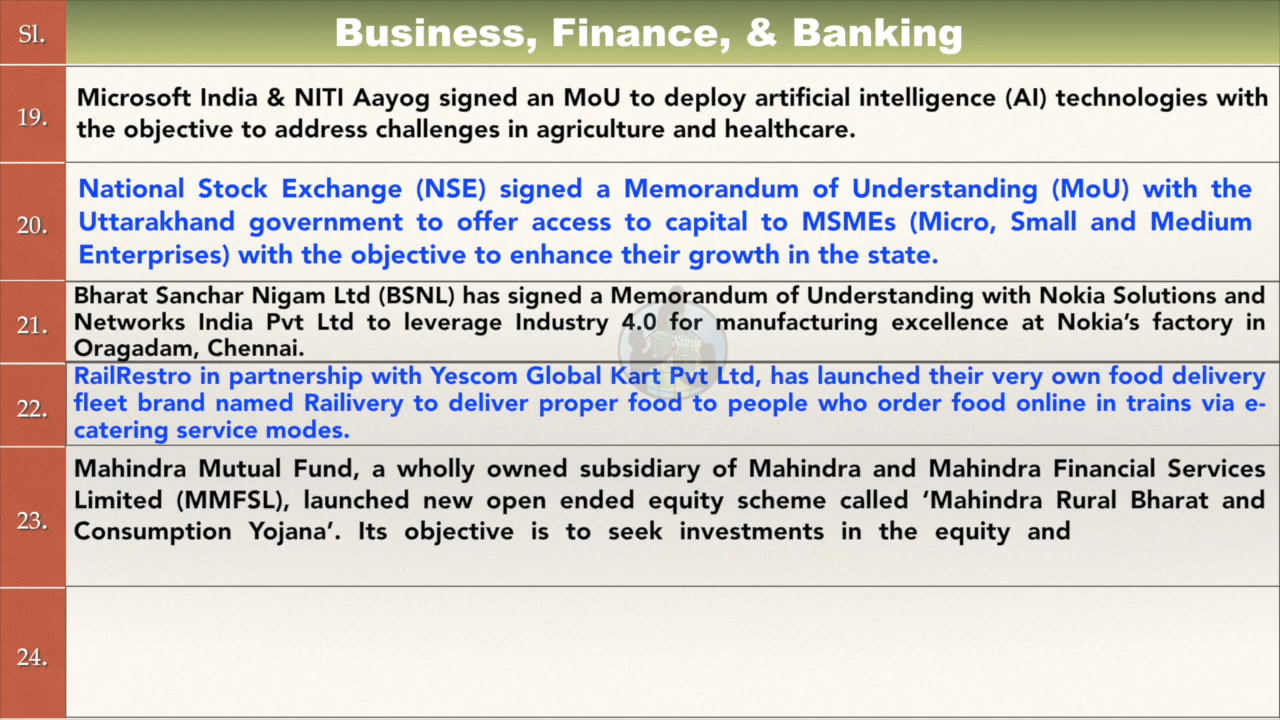 Sl.
Business, Finance, & Banking
19.
Microsoft India & NITI Aayog signed an MoU to deploy artificial intelligence (AI) technologies with
the objective to address challenges in agriculture and healthcare.
20.
National Stock Exchange (NSE) signed a Memorandum of Understanding (MoU) with the
Uttarakhand government to offer access to capital to MSMEs (Micro, Small and Medium
Enterprises) with the objective to enhance their growth in the state.
21.
Bharat Sanchar Nigam Ltd (BSNL) has signed a Memorandum of Understanding with Nokia Solutions and
Networks India Pvt Ltd to leverage Industry 4.0 for manufacturing excellence at Nokia’s factory in
Oragadam, Chennai.
22.
RailRestro in partnership with Yescom Global Kart Pvt Ltd, has launched their very own food delivery
fleet brand named Railivery to deliver proper food to people who order food online in trains via e-
catering service modes.
23.
Mahindra Mutual Fund, a wholly owned subsidiary of Mahindra and Mahindra Financial Services
Limited (MMFSL), launched new open ended equity scheme called ‘Mahindra Rural Bharat and
Consumption Yojana’. Its objective is to seek investments in the equity and
24.
Study